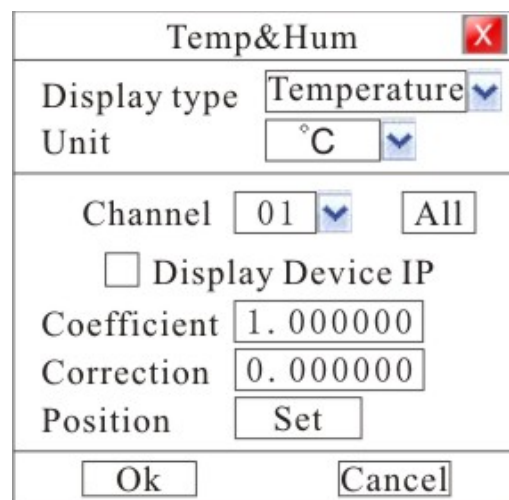 Temp&Hum X
Display type Temperature
Unit °C
Channel 01 All
Display Device IP
Coefficient 1.000000
Correction 0.000000
Position Set
Ok Cancel